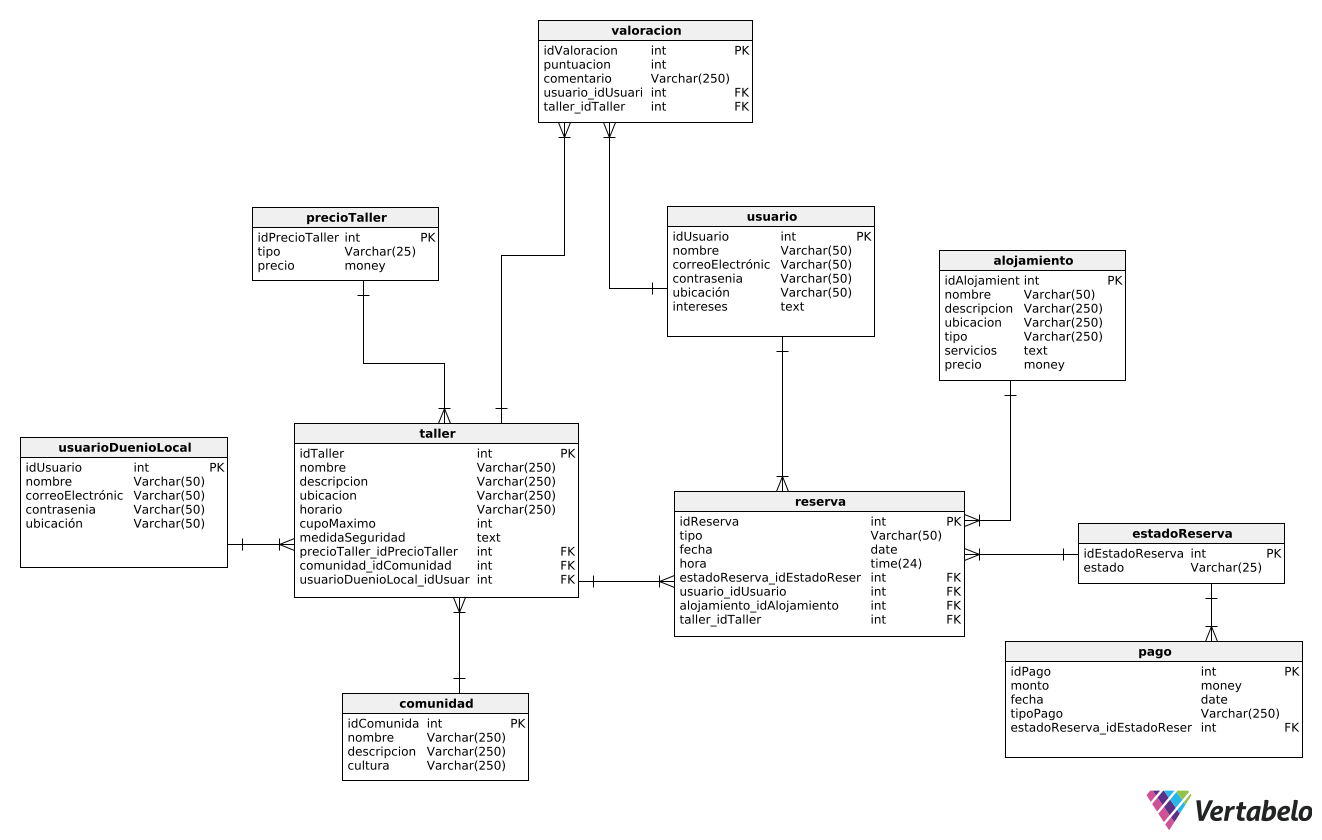 valoracion
idValoracion int PK
puntuacion int
comentario Varchar(250)
usuario_idUsuari int FK
taller_idTaller int FK
precioTaller
idPrecioTaller int PK
tipo Varchar(25)
precio money
usuario
idUsuario int PK
nombre Varchar(50)
correoElectrónic Varchar(50)
contrasenia Varchar(50)
ubicación Varchar(50)
intereses text
alojamiento
idAlojamient int PK
nombre Varchar(50)
descripcion Varchar(250)
ubicacion Varchar(250)
tipo Varchar(250)
servicios text
precio money
usuarioDuenioLocal
idUsuario int PK
nombre Varchar(50)
correoElectrónic Varchar(50)
contrasenia Varchar(50)
ubicación Varchar(50)
taller
idTaller int PK
nombre Varchar(250)
descripcion Varchar(250)
ubicacion Varchar(250)
horario Varchar(250)
cupoMaximo int
medidaSeguridad text
precioTaller_idPrecioTaller int FK
comunidad_idComunidad int FK
usuarioDuenioLocal_idUsuar int FK
reserva
idReserva int PK
tipo Varchar(50)
fecha date
hora time(24)
estadoReserva_idEstadoReser int FK
usuario_idUsuario int FK
alojamiento_idAlojamiento int FK
taller_idTaller int FK
estadoReserva
idEstadoReserva int PK
estado Varchar(25)
pago
idPago int PK
monto money
fecha date
tipoPago Varchar(250)
estadoReserva_idEstadoReser int FK
comunidad
idComunida int PK
nombre Varchar(250)
descripcion Varchar(250)
cultura Varchar(250)
Vertabelo